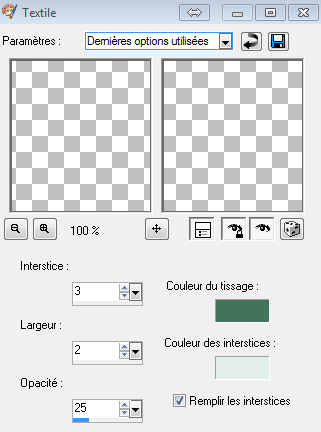 Textile
Paramètres :
Dernières options utilisées
100 %
Interstice :
3
Couleur du tissage :
Largeur :
2
Couleur des interstices :
Opacité :
25
Remplir les interstices